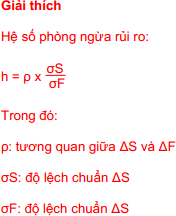 Giải thích
Hệ số phòng ngừa rủi ro:
h = ρ x σS/σF
Trong đó:
ρ: tương quan giữa ΔS và ΔF
σS: độ lệch chuẩn ΔS
σF: độ lệch chuẩn ΔS